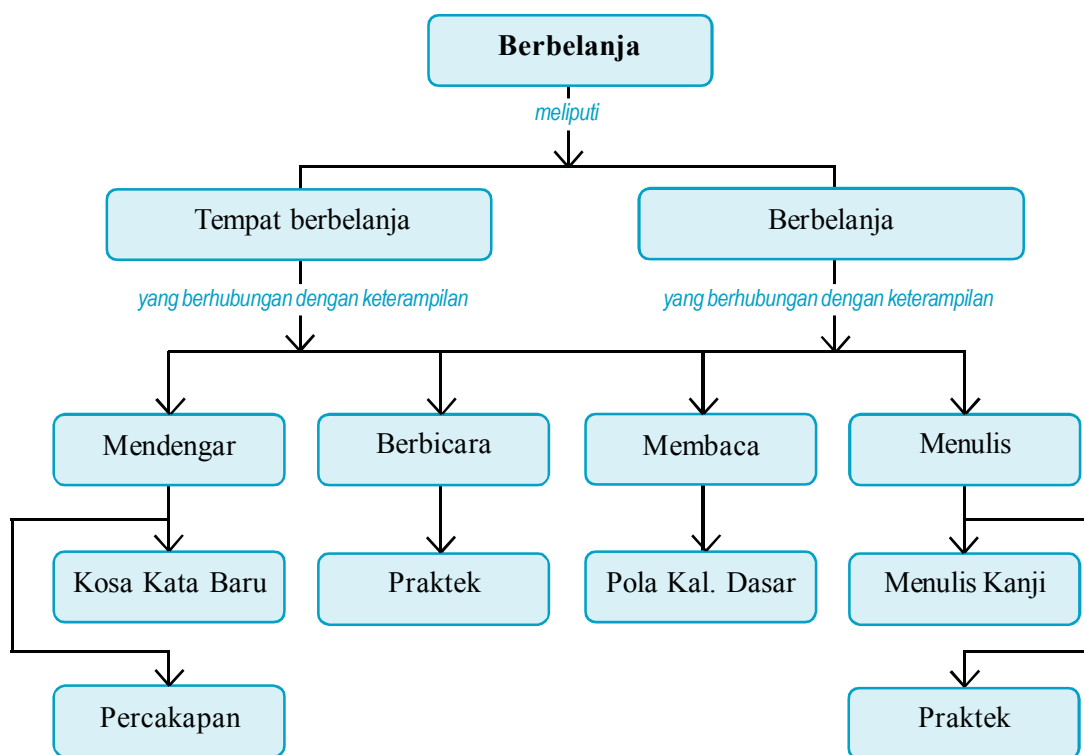 Berbelanja
meliputi
Tempat berbelanja
Berbelanja
yang berhubungan dengan keterampilan
yang berhubungan dengan keterampilan
Mendengar
Berbicara
Membaca
Menulis
Kosa Kata Baru
Praktek
Pola Kal. Dasar
Menulis Kanji
Percakapan
Praktek